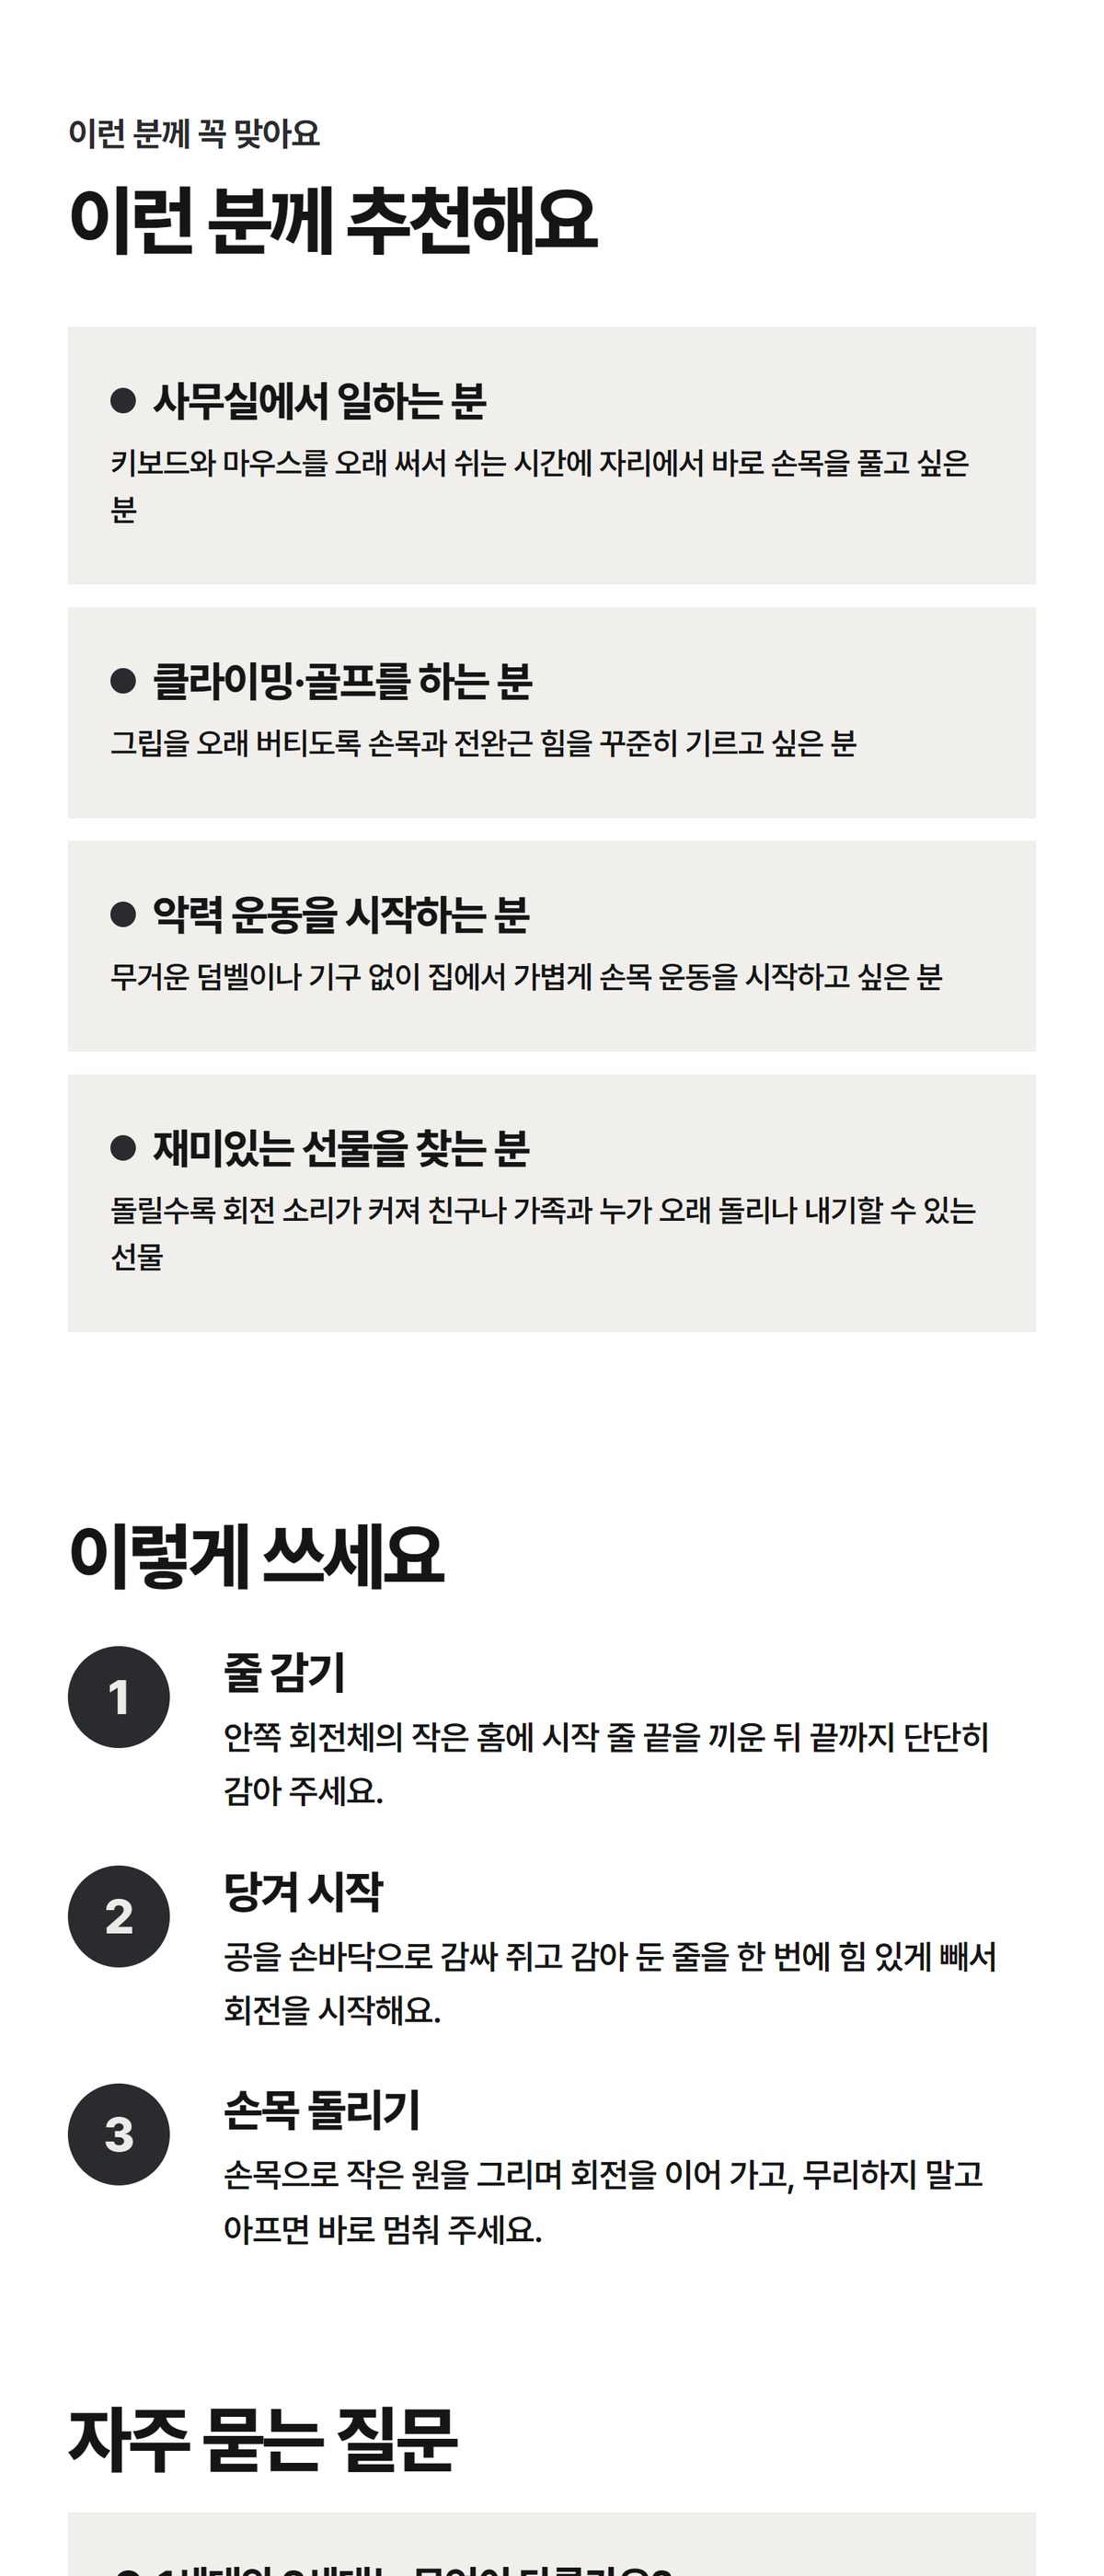 이런 분께 꼭 맞아요
이런 분께 추천해요
사무실에서 일하는 분
키보드와 마우스를 오래 써서 쉬는 시간에 자리에서 바로 손목을 풀고 싶은
분
클라이밍·골프를 하는 분
그립을 오래 버티도록 손목과 전완근 힘을 꾸준히 기르고 싶은 분
악력 운동을 시작하는 분
무거운 덤벨이나 기구 없이 집에서 가볍게 손목 운동을 시작하고 싶은 분
재미있는 선물을 찾는 분
돌릴수록 회전 소리가 커져 친구나 가족과 누가 오래 돌리나 내기할 수 있는
선물
이렇게 쓰세요
1
줄 감기
안쪽 회전체의 작은 홈에 시작 줄 끝을 끼운 뒤 끝까지 단단히
감아 주세요.
2
당겨 시작
공을 손바닥으로 감싸 쥐고 감아 둔 줄을 한 번에 힘 있게 빼서
회전을 시작해요.
3
손목 돌리기
손목으로 작은 원을 그리며 회전을 이어 가고, 무리하지 말고
아프면 바로 멈춰 주세요.
자주 묻는 질문